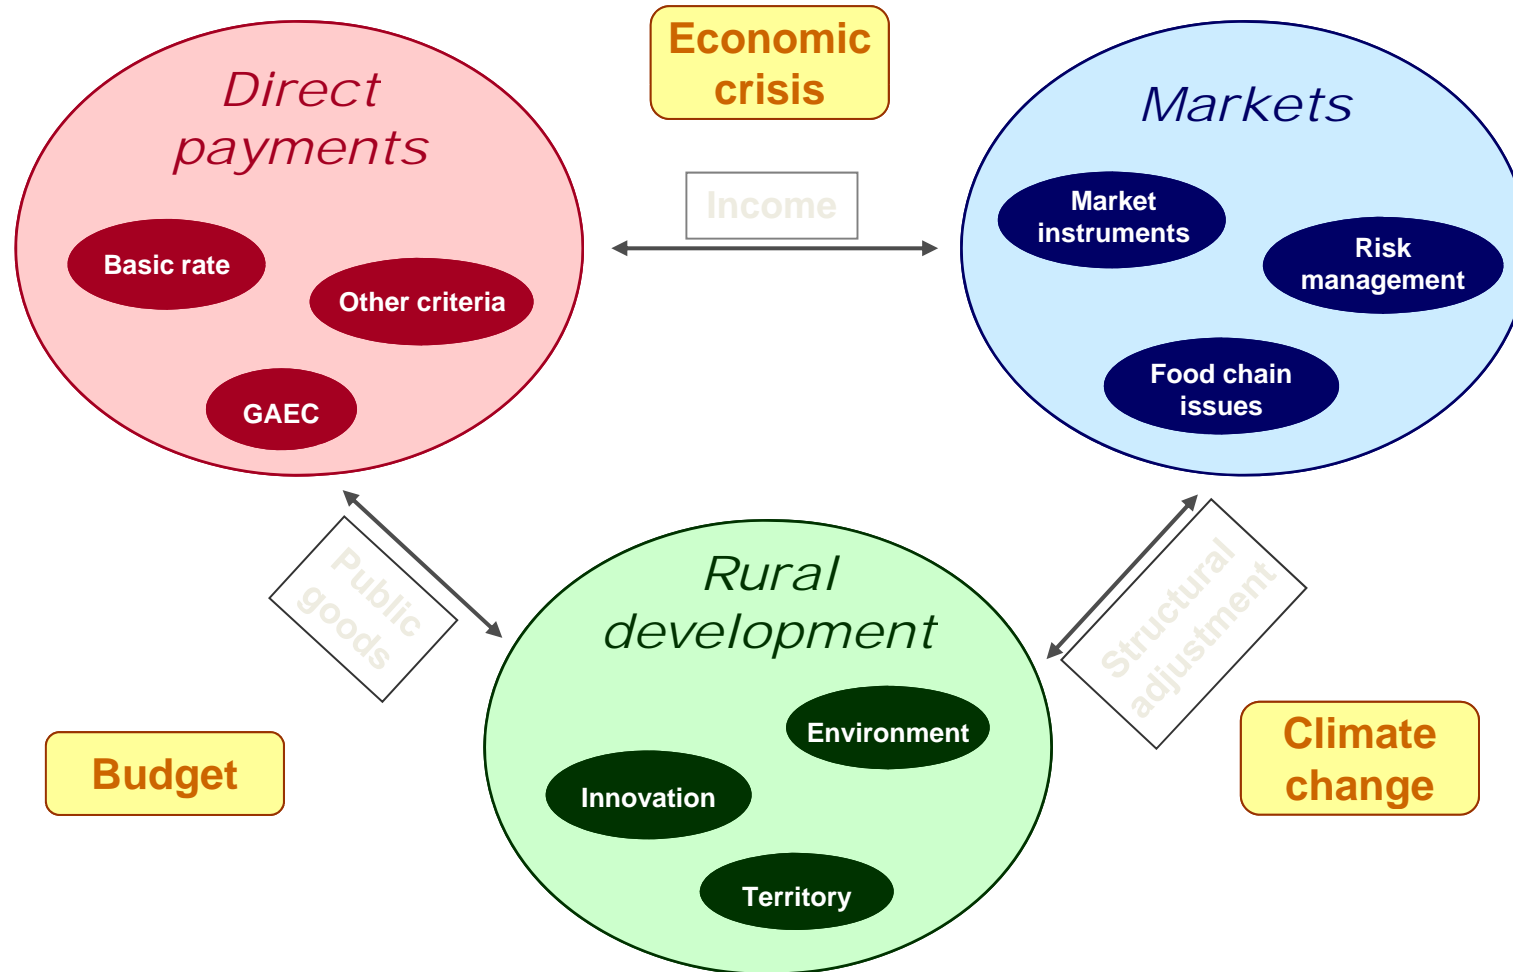 Economic
crisis
Direct
payments
Markets
Income
Market
instruments
Risk
management
Basic rate
Other criteria
Food chain
issues
GAEC
Public
goods
Structural
adjustment
Rural
development
Environment
Innovation
Territory
Budget
Climate
change